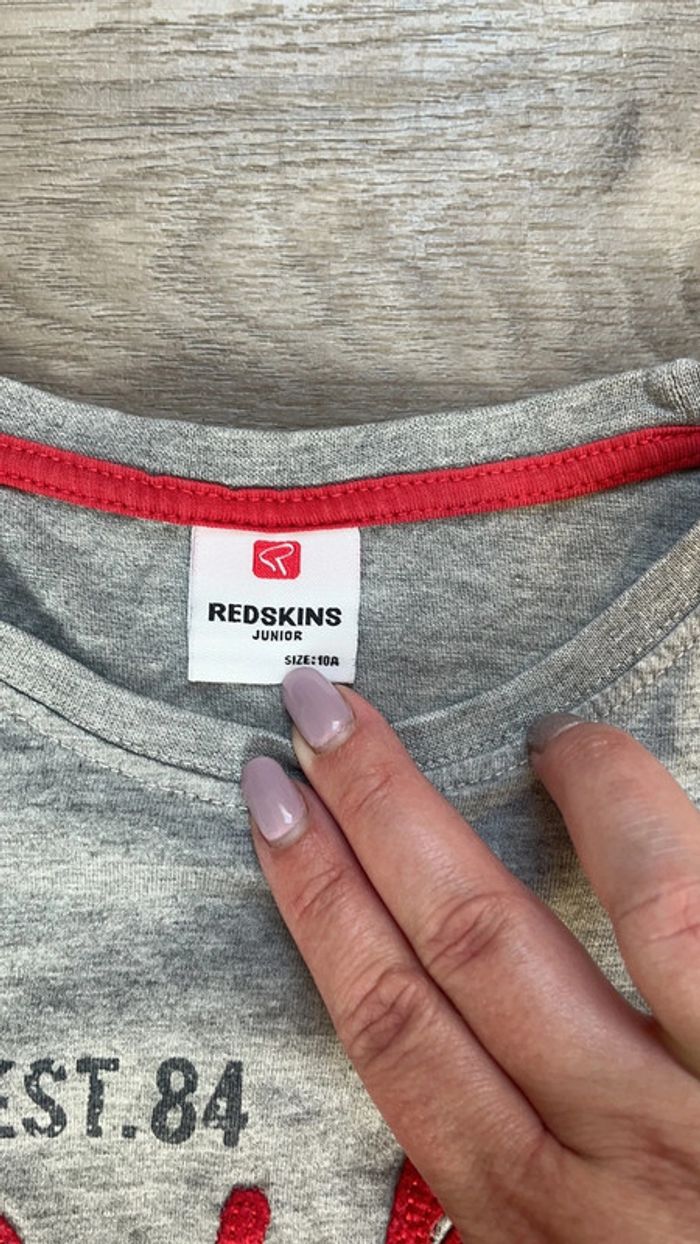 REDSKINS
JUNIOR
SIZE:10A
EST.84